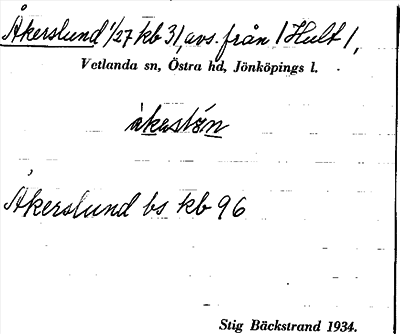 Åkerslund 1/27 kb 31, avs. från 1 Hult 1,
Vetlanda sn, Östra hd, Jönköpings l.
Åkerslund bs kb 96
Stig Bäckstrand 1934.